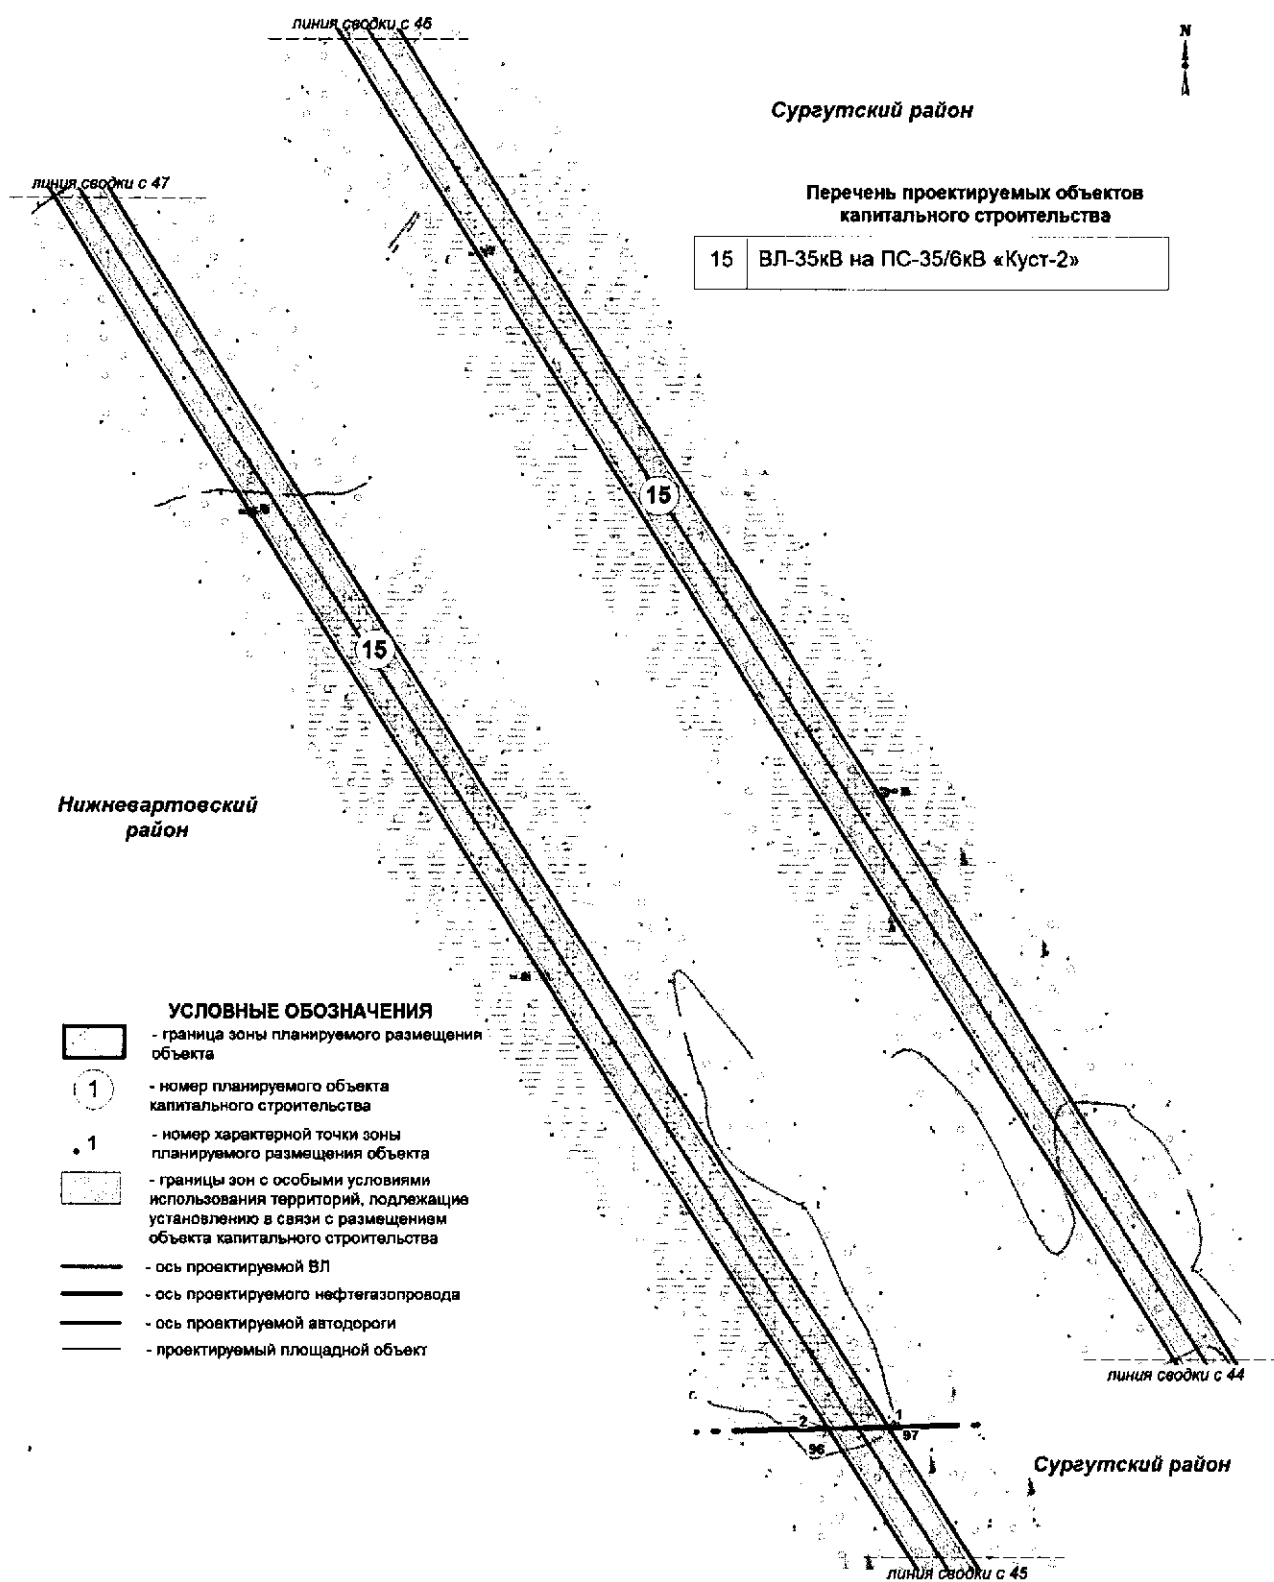 линия сводки с 46
N
Сургутский район
линия сводки с 47
Перечень проектируемых объектов
капитального строительства
15 ВЛ-35кВ на ПС-35/6кВ «Куст-2»
15
15
Нижневартовский
район
УСЛОВНЫЕ ОБОЗНАЧЕНИЯ
- граница зоны планируемого размещения
объекта
1
- номер планируемого объекта
капитального строительства
1
- номер характерной точки зоны
планируемого размещения объекта
- границы зон с особыми условиями
использования территорий, подлежащие
установлению в связи с размещением
объекта капитального строительства
- ось проектируемой ВЛ
- ось проектируемого нефтегазопровода
- ось проектируемой автодороги
- проектируемый площадной объект
линия сводки с 44
2
1
96
97
Сургутский район
линия сводки с 45